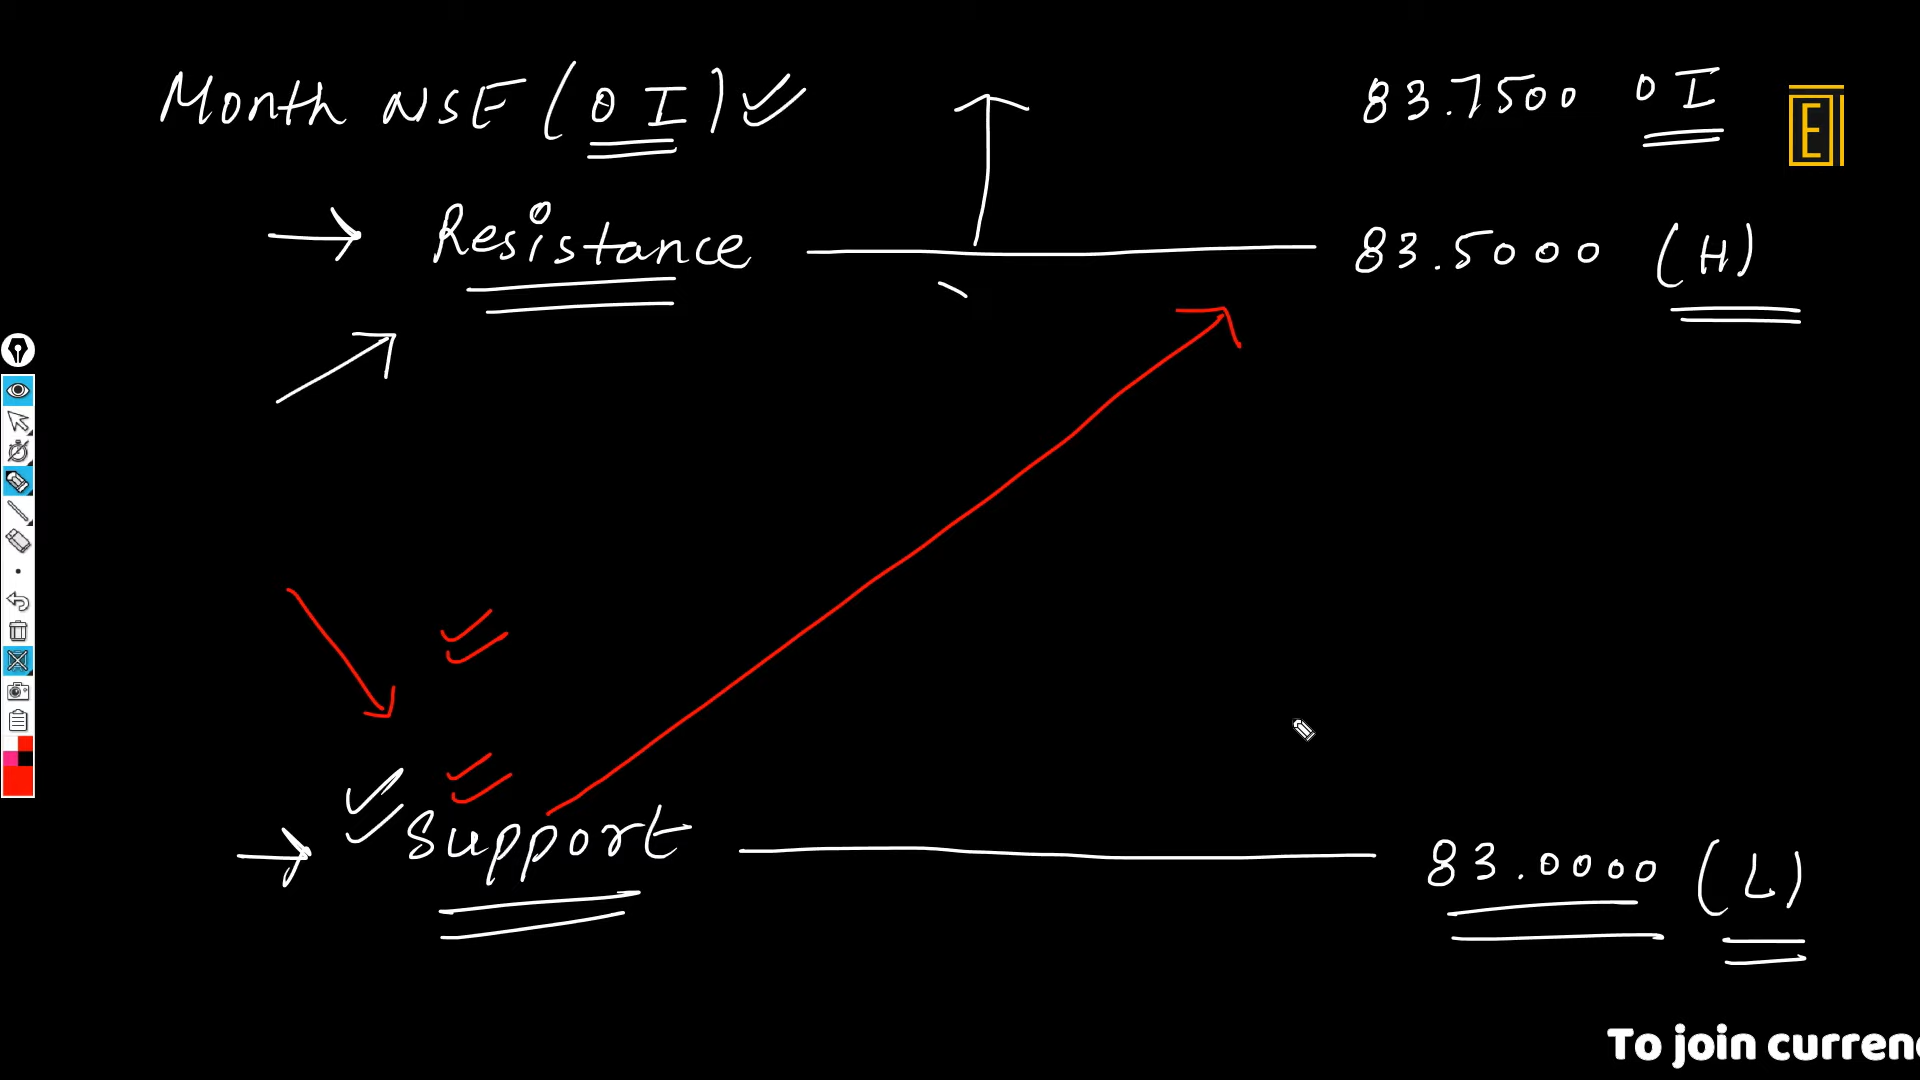 Month NSE (OI)
83.7500 OI
Resistance
83.5000 (H)
Support
83.0000 (L)
To join curren